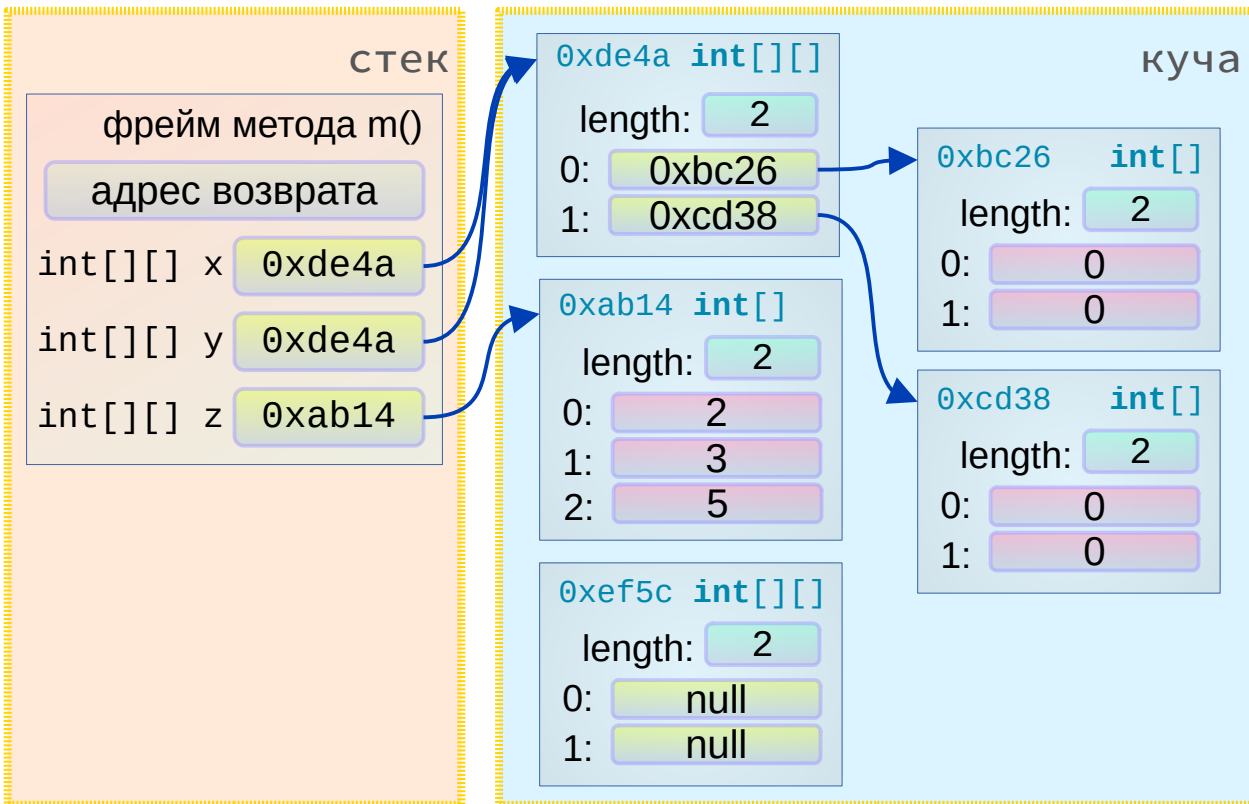 стек
фрейм метода m()
адрес возврата
int[][] x 0xde4a
int[][] y 0xde4a
int[][] z 0xab14
куча
0xde4a int[][]
length: 2
0: 0xbc26
1: 0xcd38
0xab14 int[]
length: 2
0: 2
1: 3
2: 5
0xef5c int[][]
length: 2
0: null
1: null
0xbc26 int[]
length: 2
0: 0
1: 0
0xcd38 int[]
length: 2
0: 0
1: 0